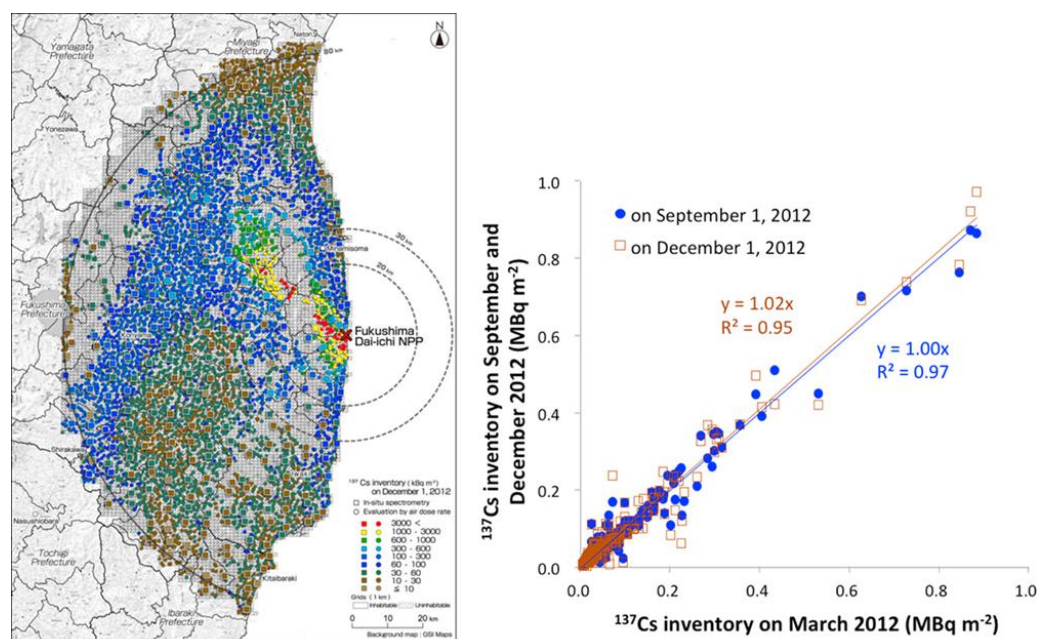 N
Yamagata
Prefecture
Miyagi
Prefecture
Natori
80 km
Yonezawa
Minamisoma
30 km
20 km
Fukushima
Prefecture
Fukushima
Dai-ichi NPP
Shirakawa
Nasushiobara
Tochigi
Prefecture
Kitaibaraki
Ibaraki
Prefecture
137 Cs inventory (kBq m²)
on December 1, 2012
In-situ spectrometry
Evaluation by air dose rate
3000 <
1000 - 3000
600 - 1000
300 - 600
100 - 300
60 - 100
30 - 60
10 - 30
≦ 10
Grids (1 km)
Inhabitable
Uninhabitable
0 10 20 km
Background map : GSI Maps
137Cs inventory on September and
December 2012 (MBq m-2)
1.0
0.8
0.6
0.4
0.2
0.0
on September 1, 2012
on December 1, 2012
y = 1.02x
R² = 0.95
y = 1.00x
R² = 0.97
0.0 0.2 0.4 0.6 0.8 1.0
137Cs inventory on March 2012 (MBq m-2)